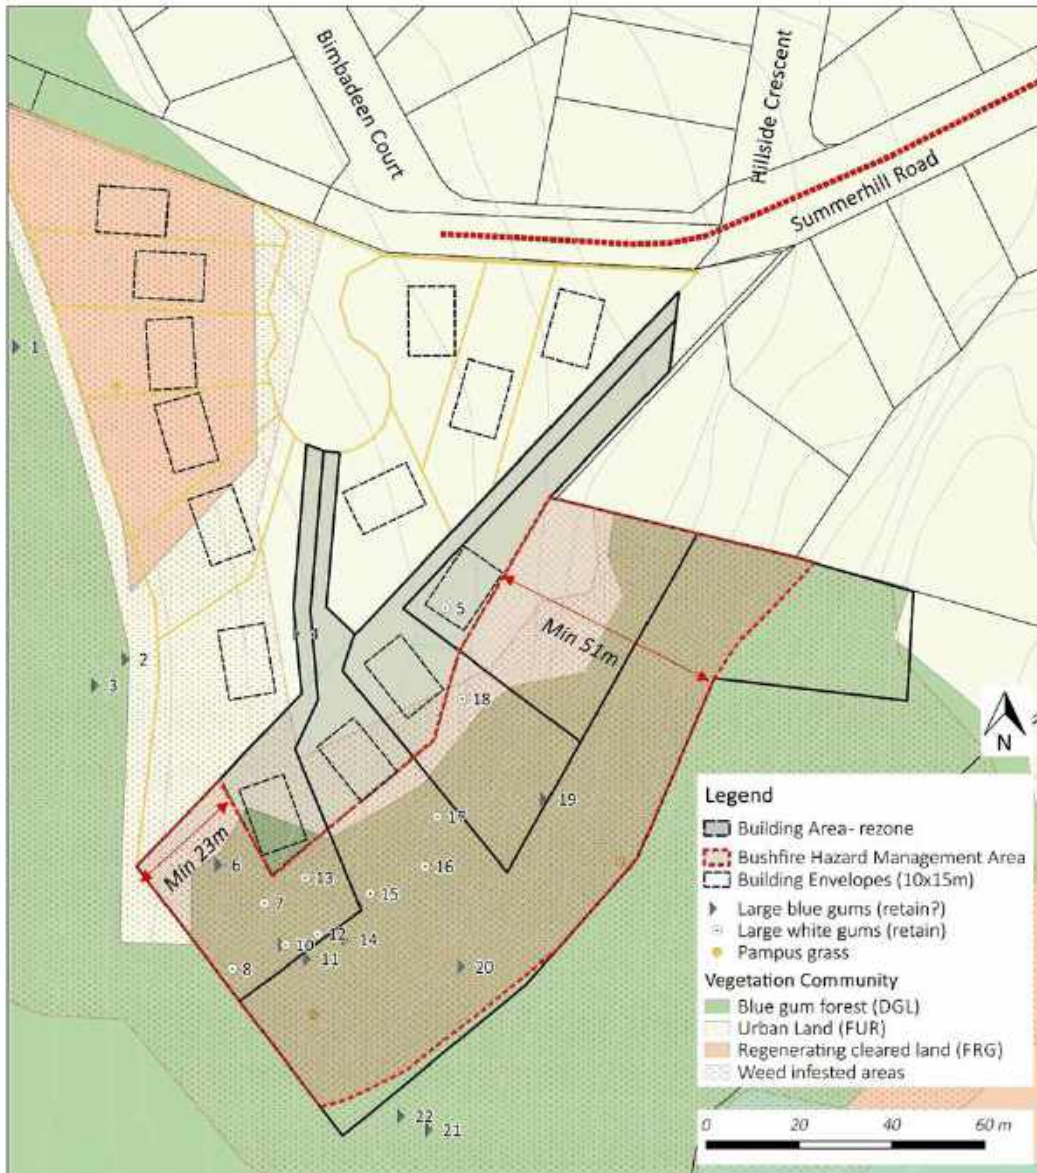 Bimbadeen Court
Hillside Crescent
Summerhill Road
1
5
4
Min 51m
2
3
18
19
17
Min 23m
6
16
13
15
7
12
14
10
11
8
20
22
21
N
Legend
Building Area- rezone
Bushfire Hazard Management Area
Building Envelopes (10x15m)
Large blue gums (retain?)
Large white gums (retain)
Pampus grass
Vegetation Community
Blue gum forest (DGL)
Urban Land (FUR)
Regenerating cleared land (FRG)
Weed infested areas
0 20 40 60 m